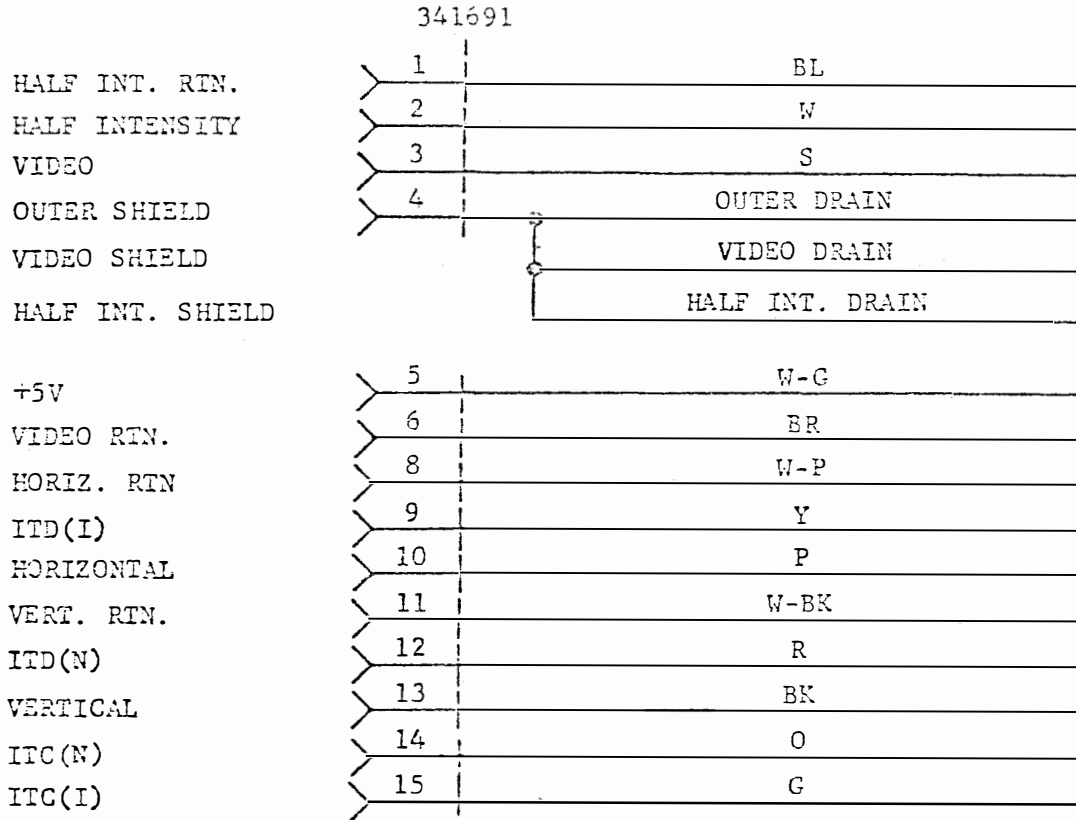 341691
HALF INT. RTN. 1 BL
HALF INTENSITY 2 W
VIDEO 3 S
OUTER SHIELD 4 OUTER DRAIN
VIDEO SHIELD VIDEO DRAIN
HALF INT. SHIELD HALF INT. DRAIN
+5V 5 W-G
VIDEO RTN. 6 BR
HORIZ. RTN 8 W-P
ITD(I) 9 Y
HORIZONTAL 10 P
VERT. RTN. 11 W-BK
ITD(N) 12 R
VERTICAL 13 BK
ITC(N) 14 O
ITC(I) 15 G